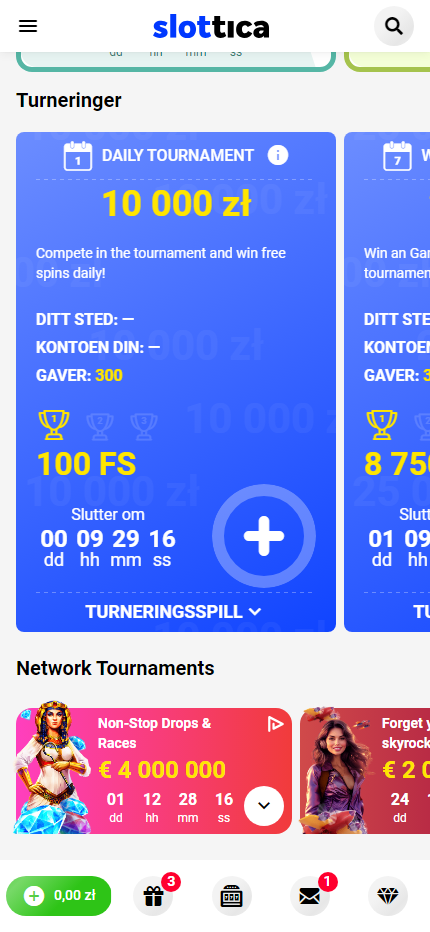 slottica
dd hh mm ss
Turneringer
1 DAILY TOURNAMENT i
10 000 zł
Compete in the tournament and win free
spins daily!
DITT STED: —
KONTOEN DIN: —
GAVER: 300
1 2 3
100 FS
Slutter om
00 09 29 16
dd hh mm ss
TURNERINGSSPILL
7
Win an
tournamen
DITT STE
KONTOEN
GAVER:
1
8 75
Slutt
01 09
dd hh
TU
Network Tournaments
Non-Stop Drops &
Races
€ 4 000 000
01 12 28 16
dd hh mm ss
Forget y
skyrock
€ 2 0
24
dd
0,00 zł
3
1